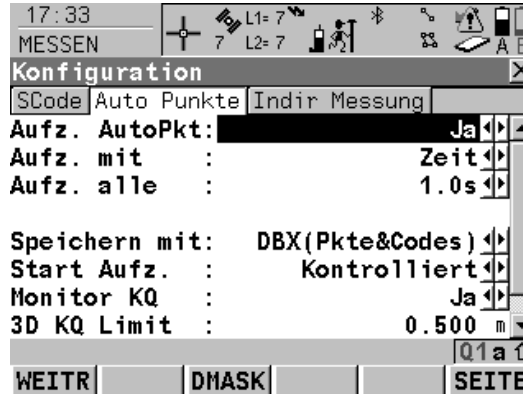 17:33
L1= 7
MESSEN
7 L2= 7
A B
Konfiguration
SCode Auto Punkte Indir Messung
Aufz. AutoPkt: Ja
Aufz. mit : Zeit
Aufz. alle : 1.0s
Speichern mit: DBX(Pkte&Codes)
Start Aufz. : Kontrolliert
Monitor KQ : Ja
3D KQ Limit : 0.500 m
Q1 a
WEITR DMASK SEITE